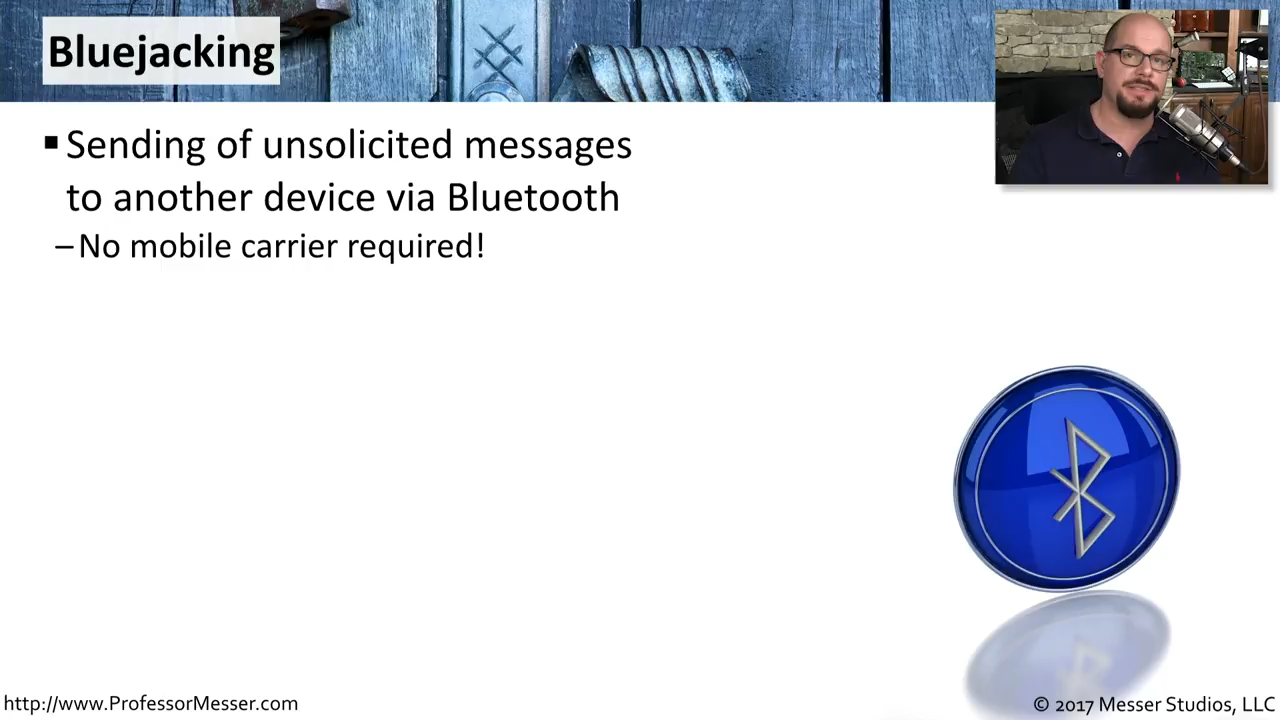 Bluejacking
▪ Sending of unsolicited messages
to another device via Bluetooth
– No mobile carrier required!
http://www.ProfessorMesser.com
© 2017 Messer Studios, LLC